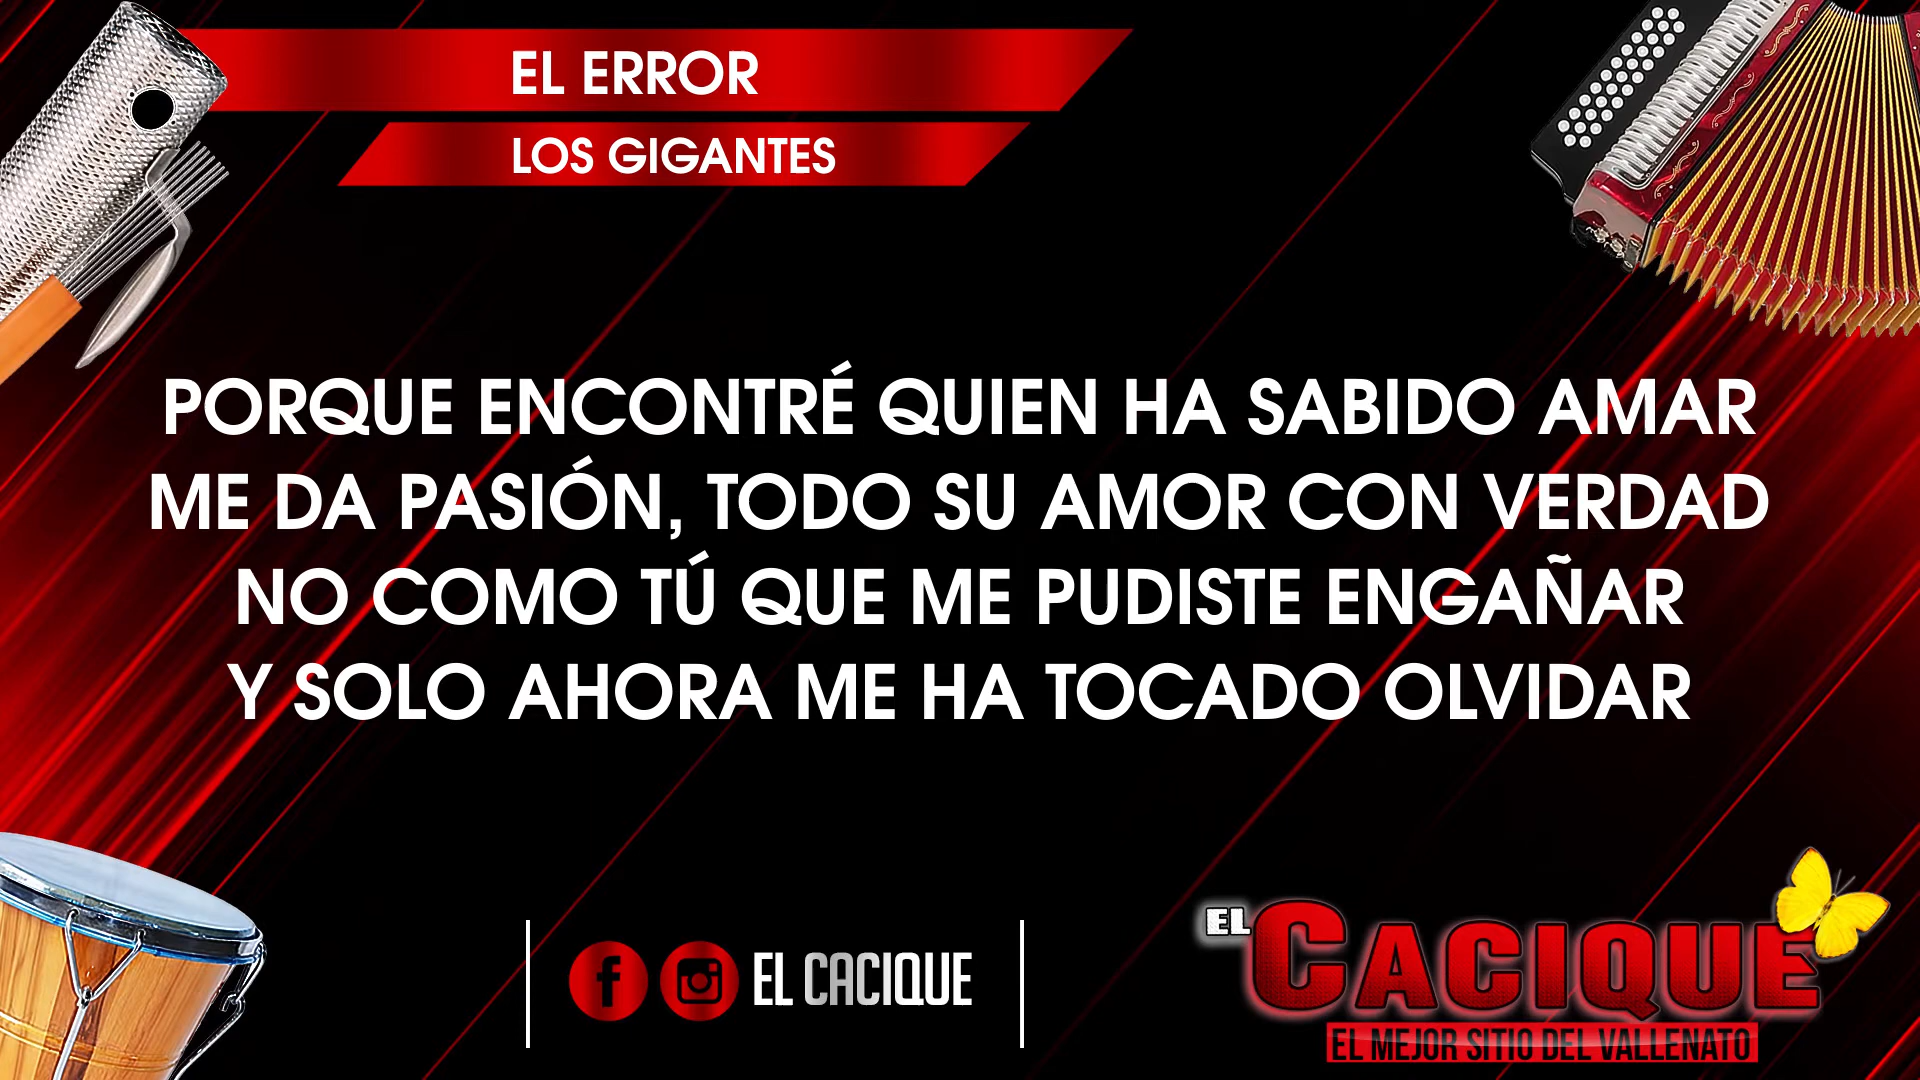 EL ERROR
LOS GIGANTES
PORQUE ENCONTRÉ QUIEN HA SABIDO AMAR
ME DA PASIÓN, TODO SU AMOR CON VERDAD
NO COMO TÚ QUE ME PUDISTE ENGAÑAR
Y SOLO AHORA ME HA TOCADO OLVIDAR
EL CACIQUE
EL CACIQUE
EL MEJOR SITIO DEL VALLENATO